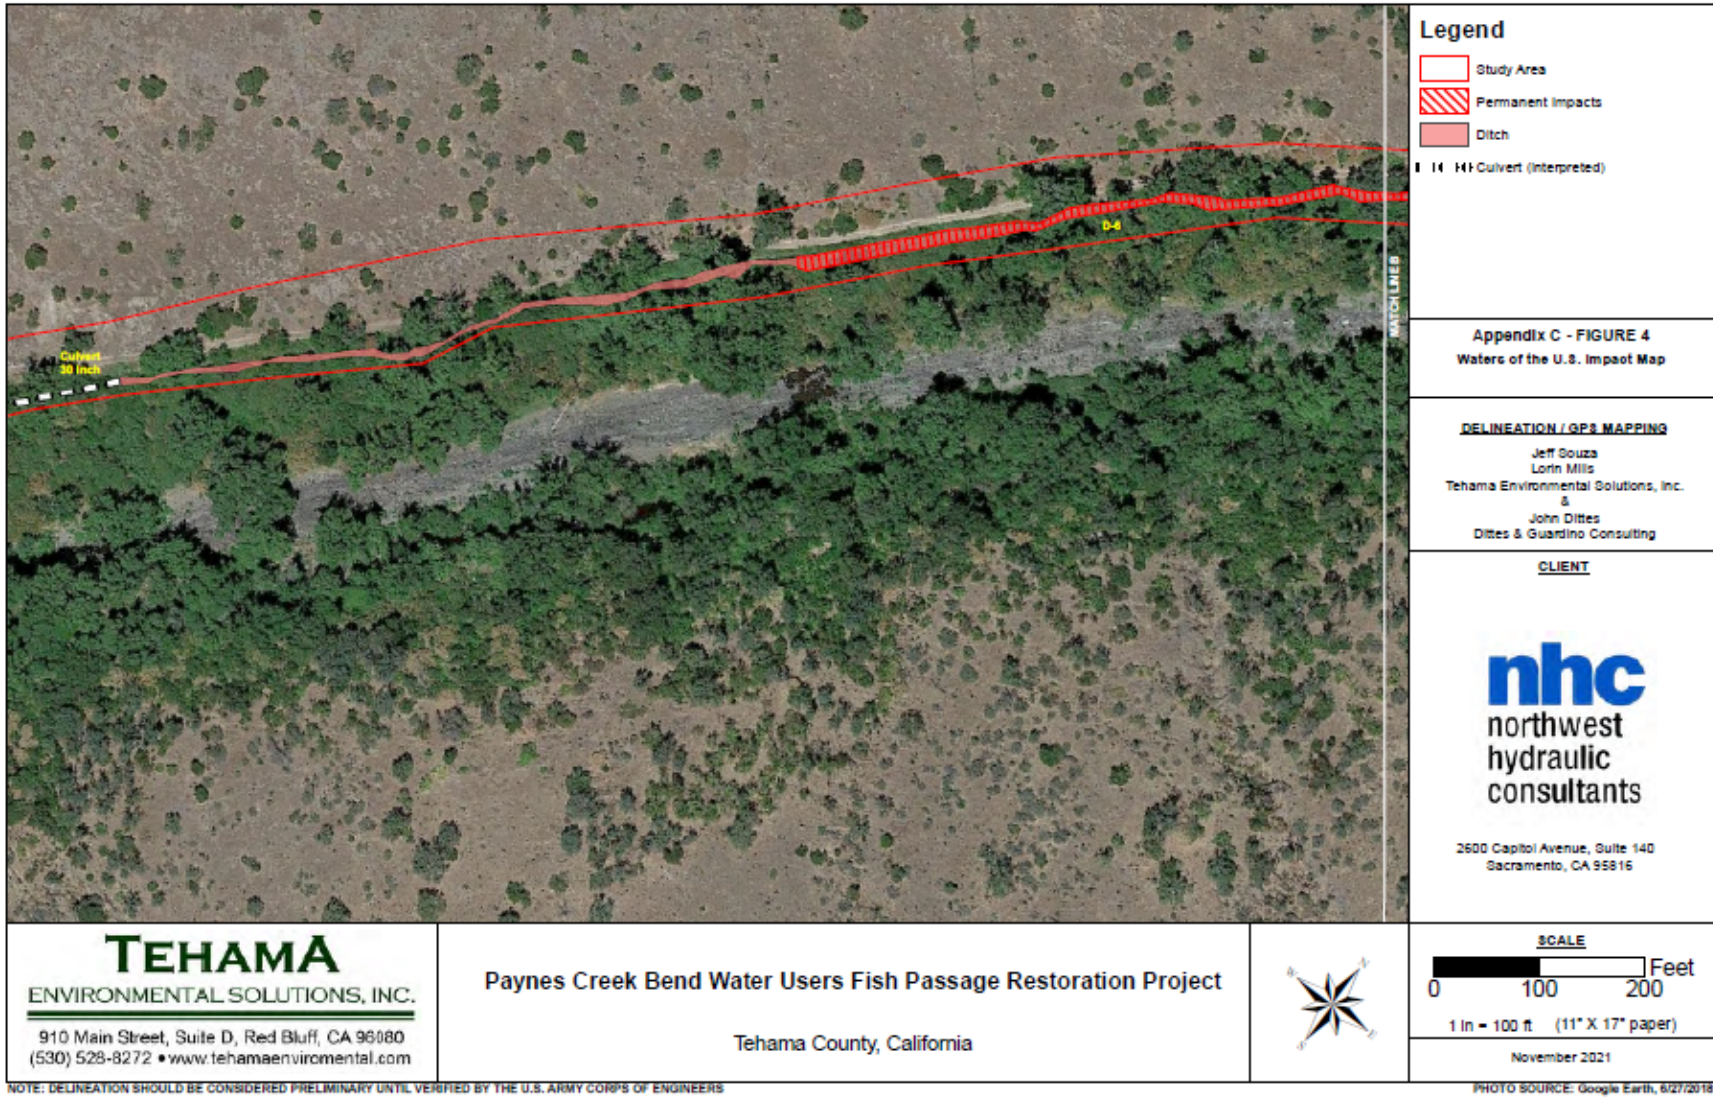 Legend
Study Area
Permanent Impacts
Ditch
Culvert (Interpreted)
D-6
Culvert
30 Inch
MATCH LINE B
Appendix C - FIGURE 4
Waters of the U.S. Impact Map
DELINEATION / GPS MAPPING
Jeff Souza
Lorin Mills
Tehama Environmental Solutions, Inc.
&
John Dittes
Dittes & Guardino Consulting
CLIENT
nhc
northwest
hydraulic
consultants
2600 Capitol Avenue, Suite 140
Sacramento, CA 95816
TEHAMA
ENVIRONMENTAL SOLUTIONS, INC.
910 Main Street, Suite D, Red Bluff, CA 96080
(530) 528-8272 • www.tehamaenviromental.com
Paynes Creek Bend Water Users Fish Passage Restoration Project
Tehama County, California
W N
S E
SCALE
Feet
0 100 200
1 in = 100 ft (11" X 17" paper)
November 2021
NOTE: DELINEATION SHOULD BE CONSIDERED PRELIMINARY UNTIL VERIFIED BY THE U.S. ARMY CORPS OF ENGINEERS
PHOTO SOURCE: Google Earth, 6/27/2018